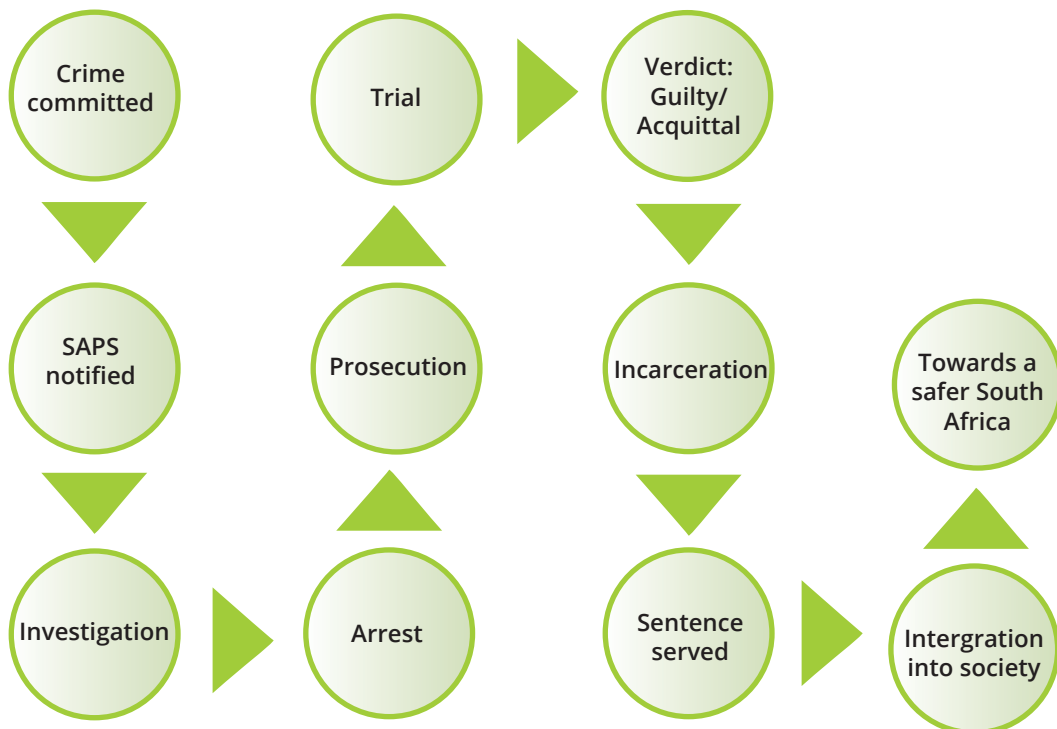 Crime
committed
SAPS
notified
Investigation
Arrest
Prosecution
Trial
Verdict:
Guilty/
Acquittal
Incarceration
Sentence
served
Intergration
into society
Towards a
safer South
Africa